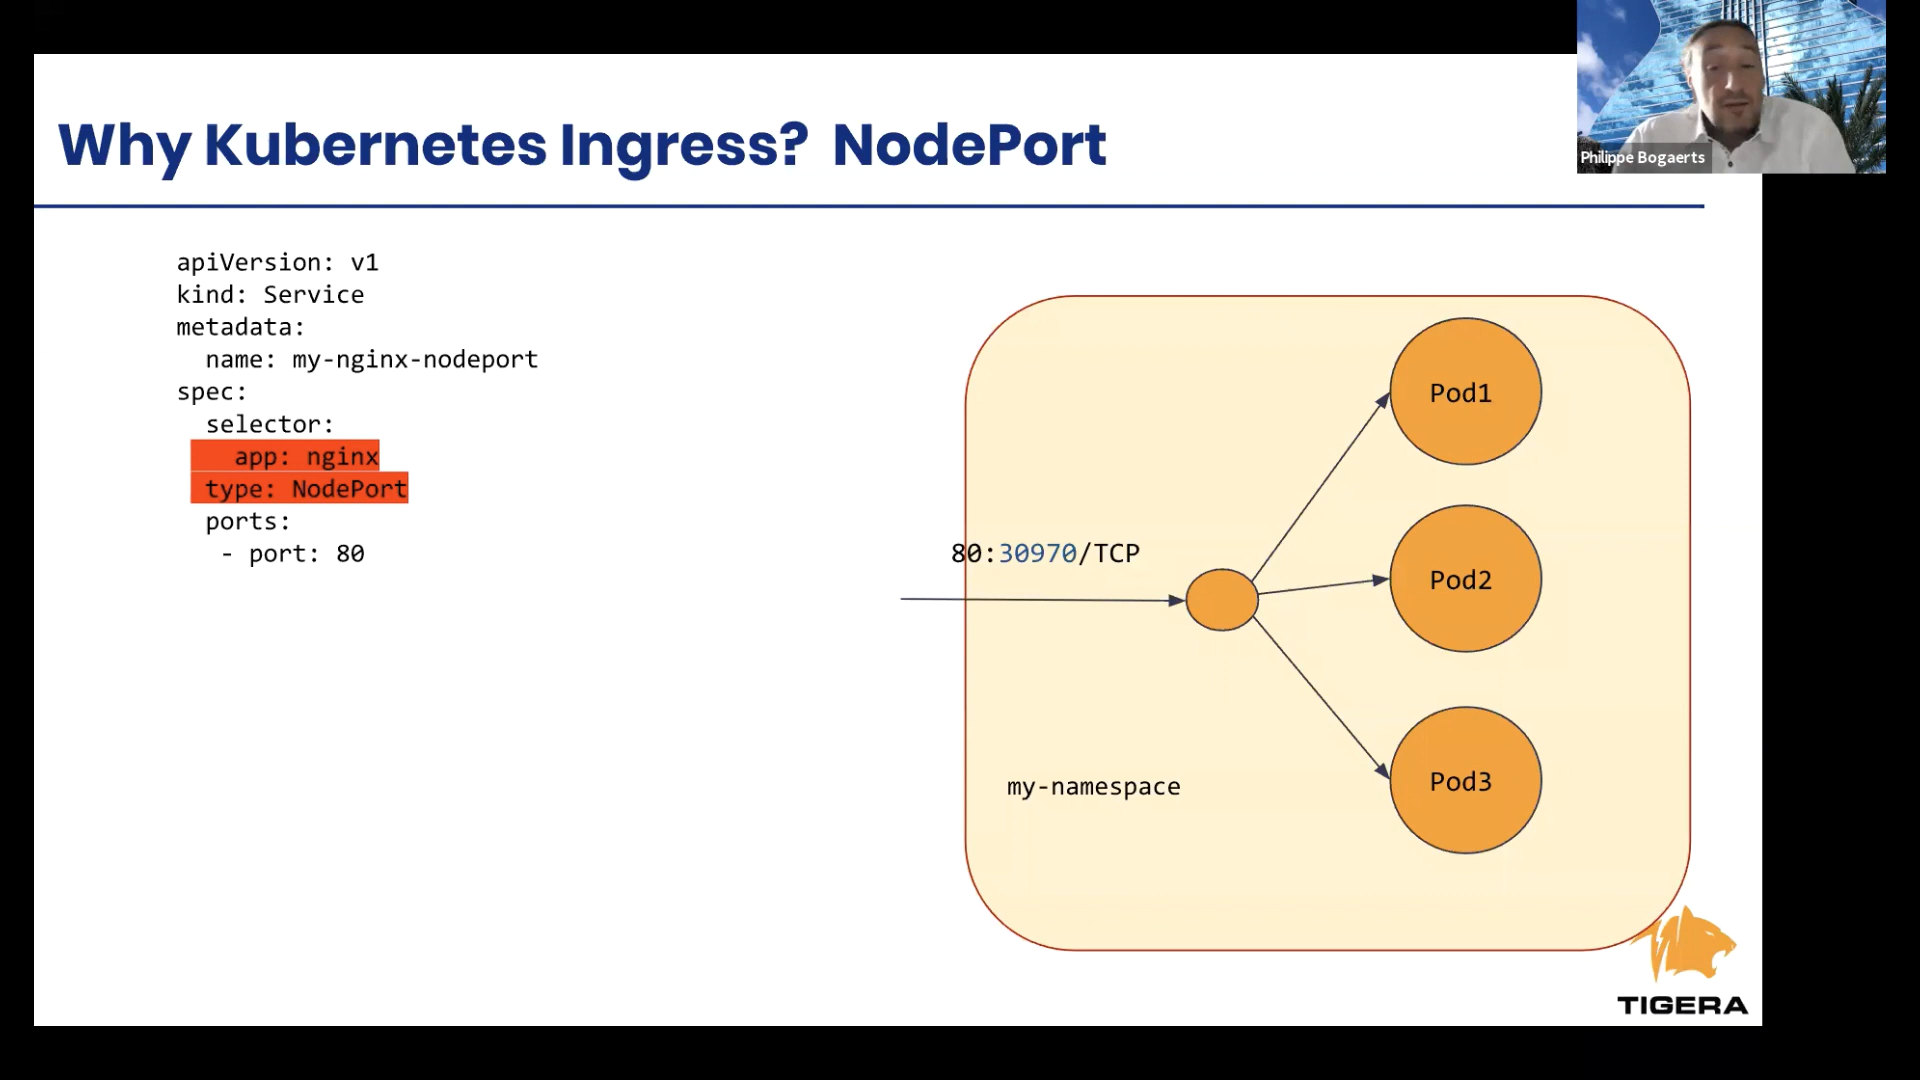 Why Kubernetes Ingress?  NodePort
Philippe Bogaerts
apiVersion: v1
kind: Service
metadata:
  name: my-nginx-nodeport
spec:
  selector:
    app: nginx
  type: NodePort
  ports:
   - port: 80
80:30970/TCP
Pod1
Pod2
Pod3
my-namespace
TIGERA